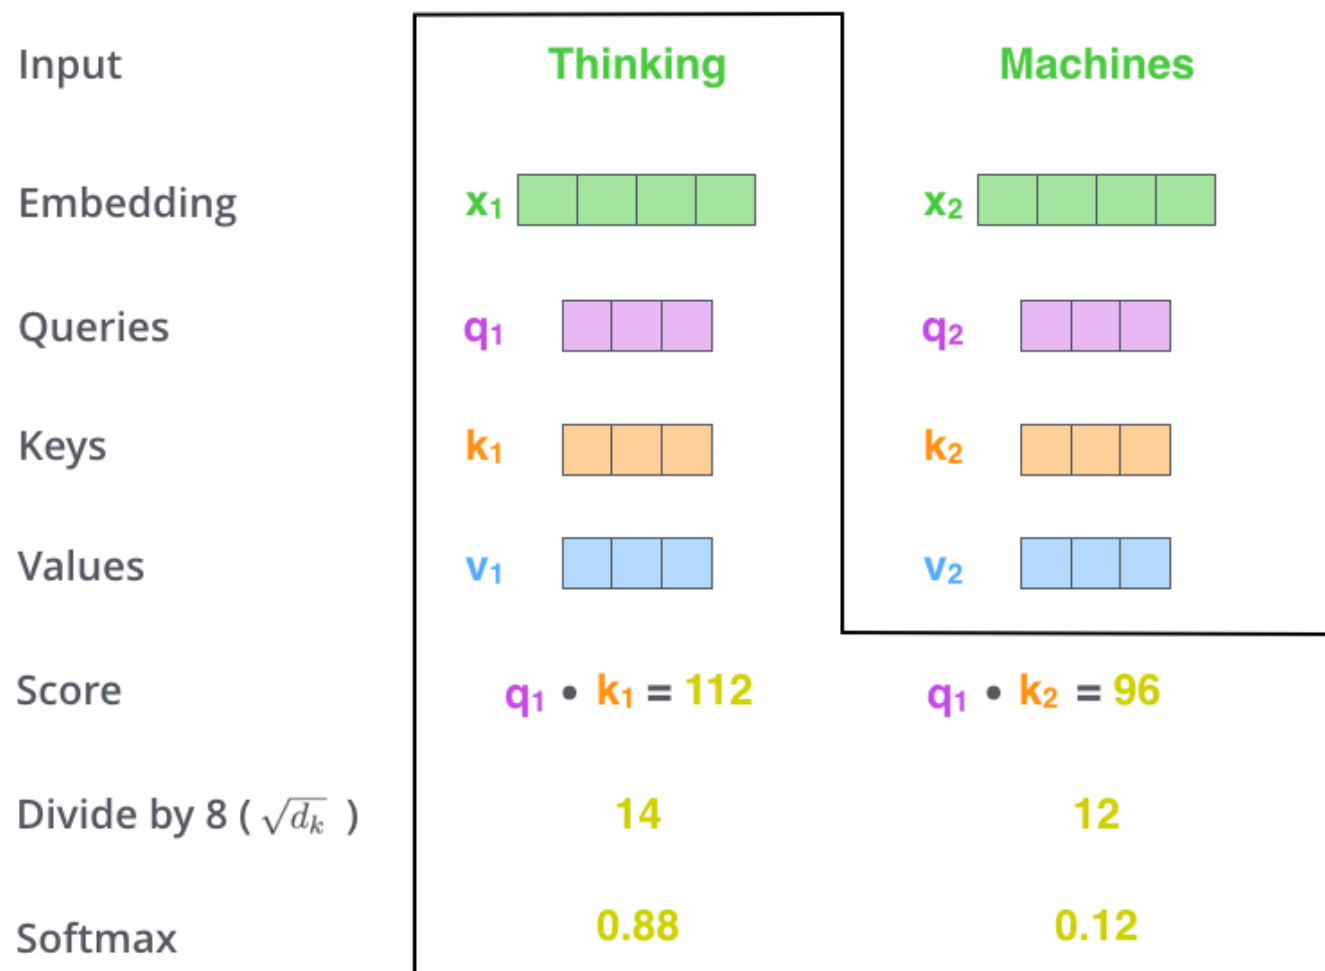 Input Thinking Machines
Embedding x₁ x₂
Queries q₁ q₂
Keys k₁ k₂
Values v₁ v₂
Score q₁ • k₁ = 112 q₁ • k₂ = 96
Divide by 8 ( √dₖ ) 14 12
Softmax 0.88 0.12